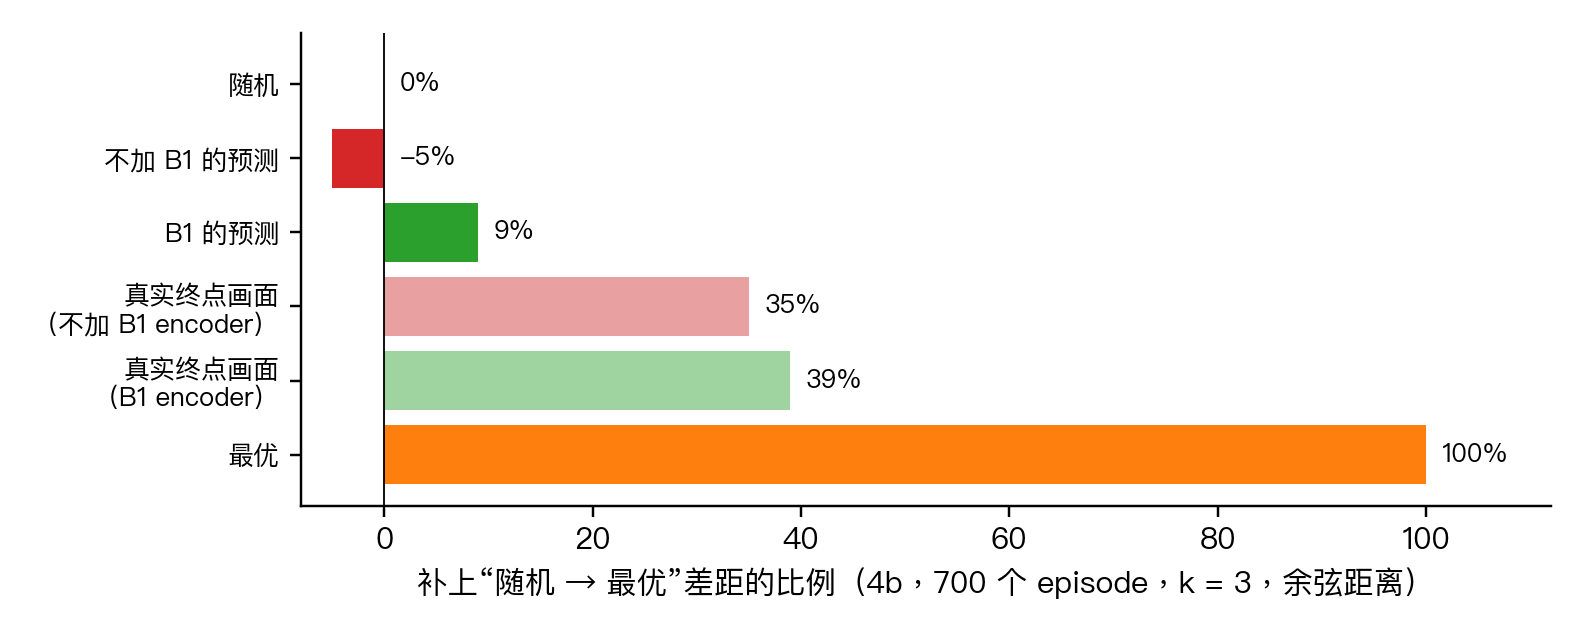 随机
0%
不加 B1 的预测
–5%
B1 的预测
9%
真实终点画面
（不加 B1 encoder）
35%
真实终点画面
（B1 encoder）
39%
最优
100%
0 20 40 60 80 100
补上“随机 → 最优”差距的比例（4b，700 个 episode，k = 3，余弦距离）